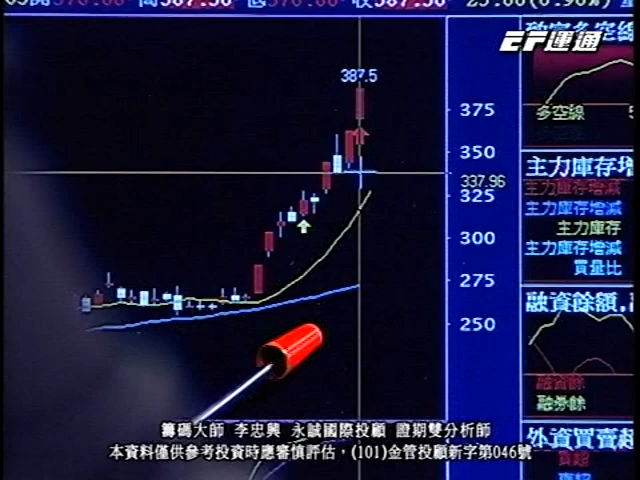 387.5
EF運通
375
350
337.96
325
300
275
250
多空線
主力庫存增
主力庫存增減
主力庫存增減
主力庫存
主力庫存增減
買量比
融資餘額
融資餘
融券餘
外資買賣超
買超
籌碼大師 李忠興 永誠國際投顧 證期雙分析師
本資料僅供參考投資時應審慎評估，(101)金管投顧新字第046號